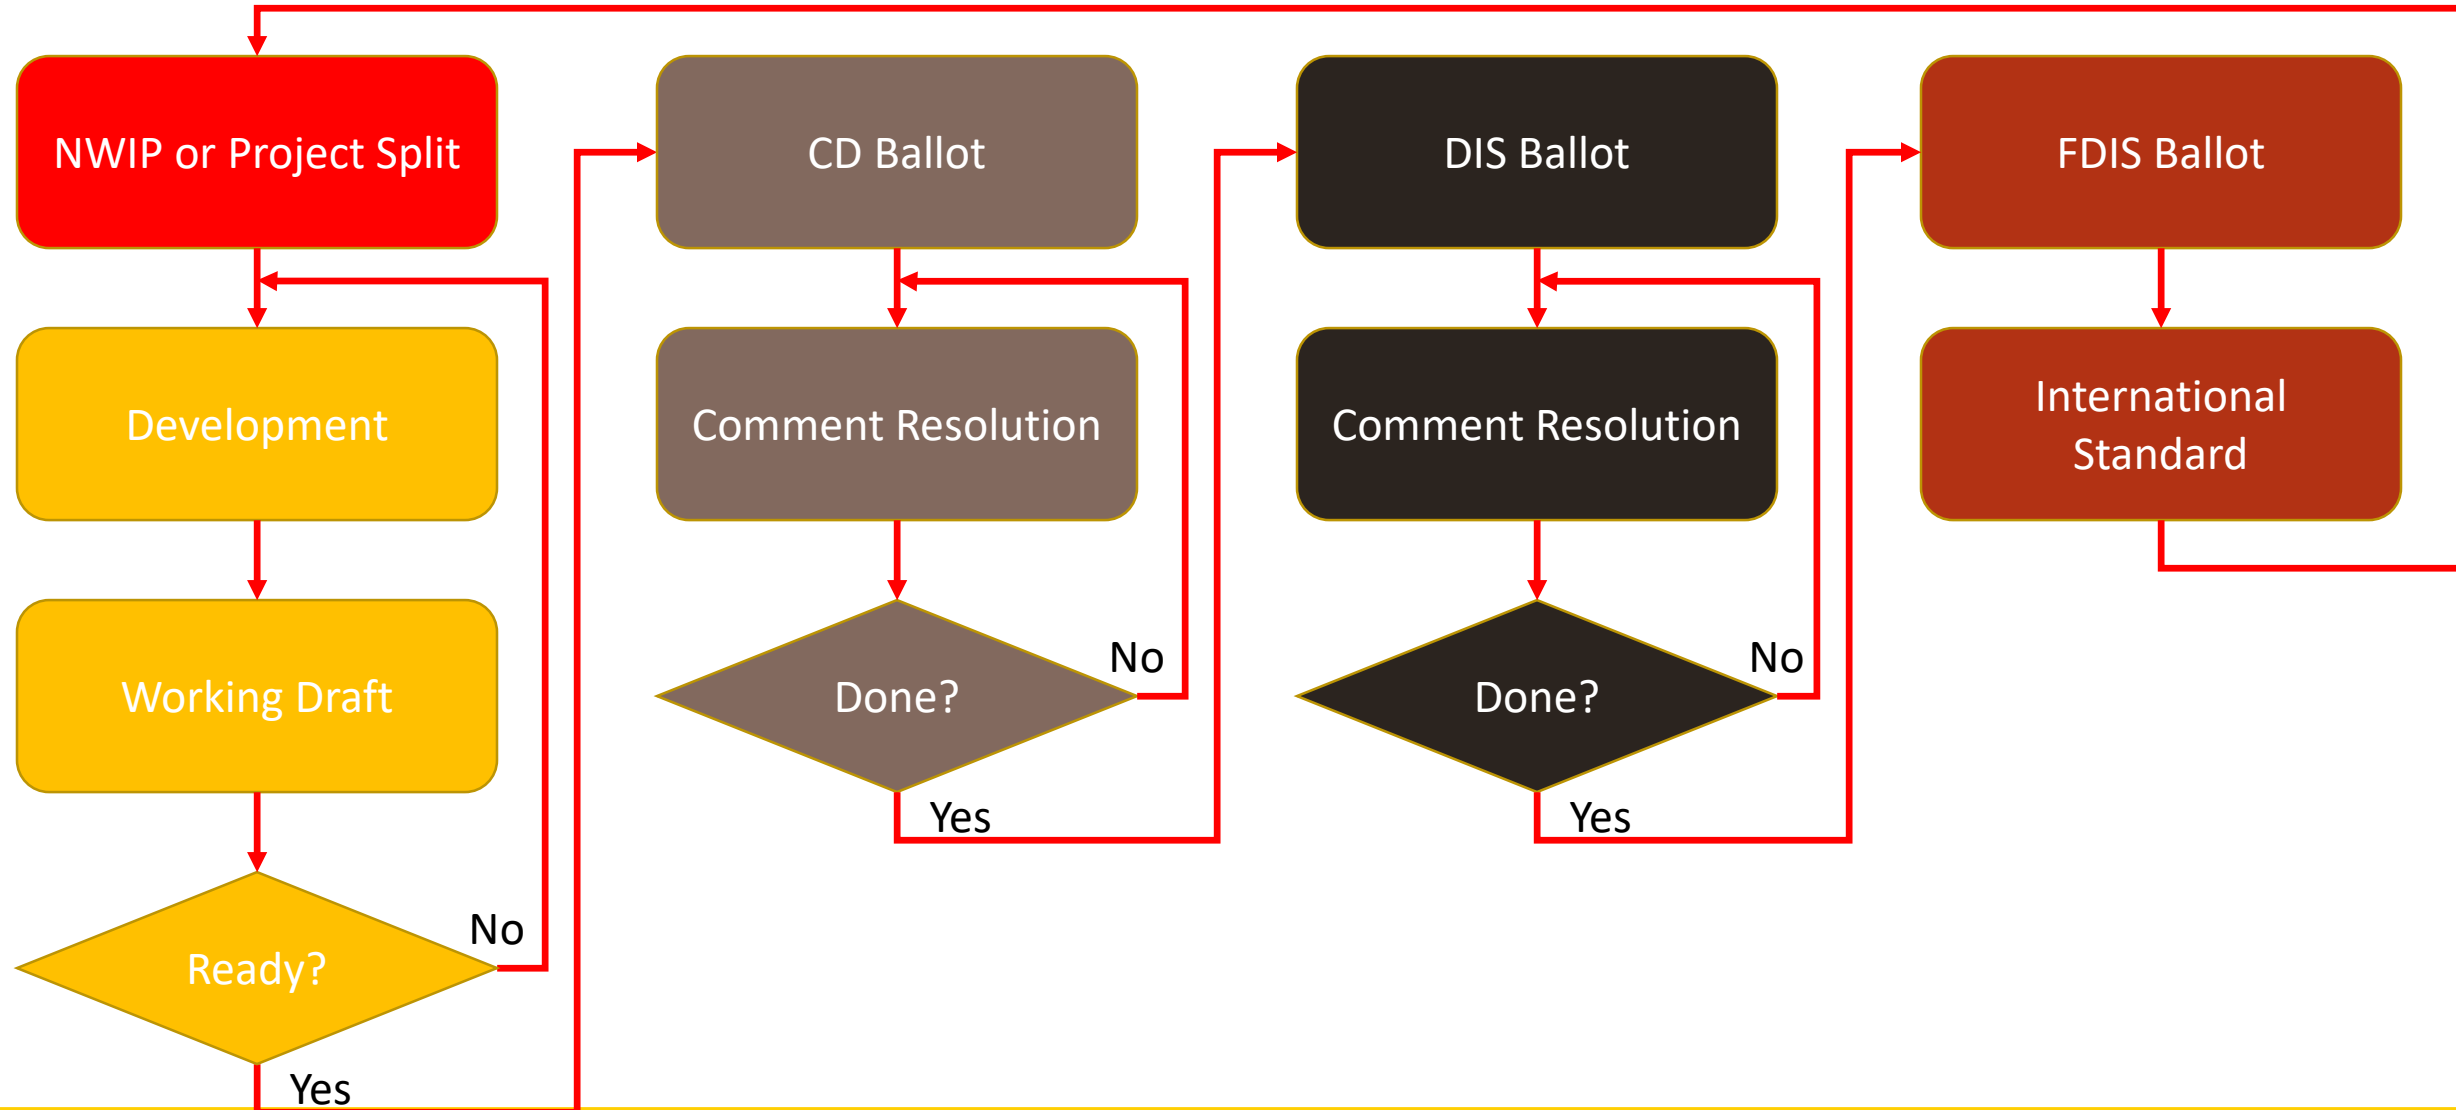 NWIP or Project Split
Development
Working Draft
Ready?
No
Yes
CD Ballot
Comment Resolution
Done?
No
Yes
DIS Ballot
Comment Resolution
Done?
No
Yes
FDIS Ballot
International
Standard